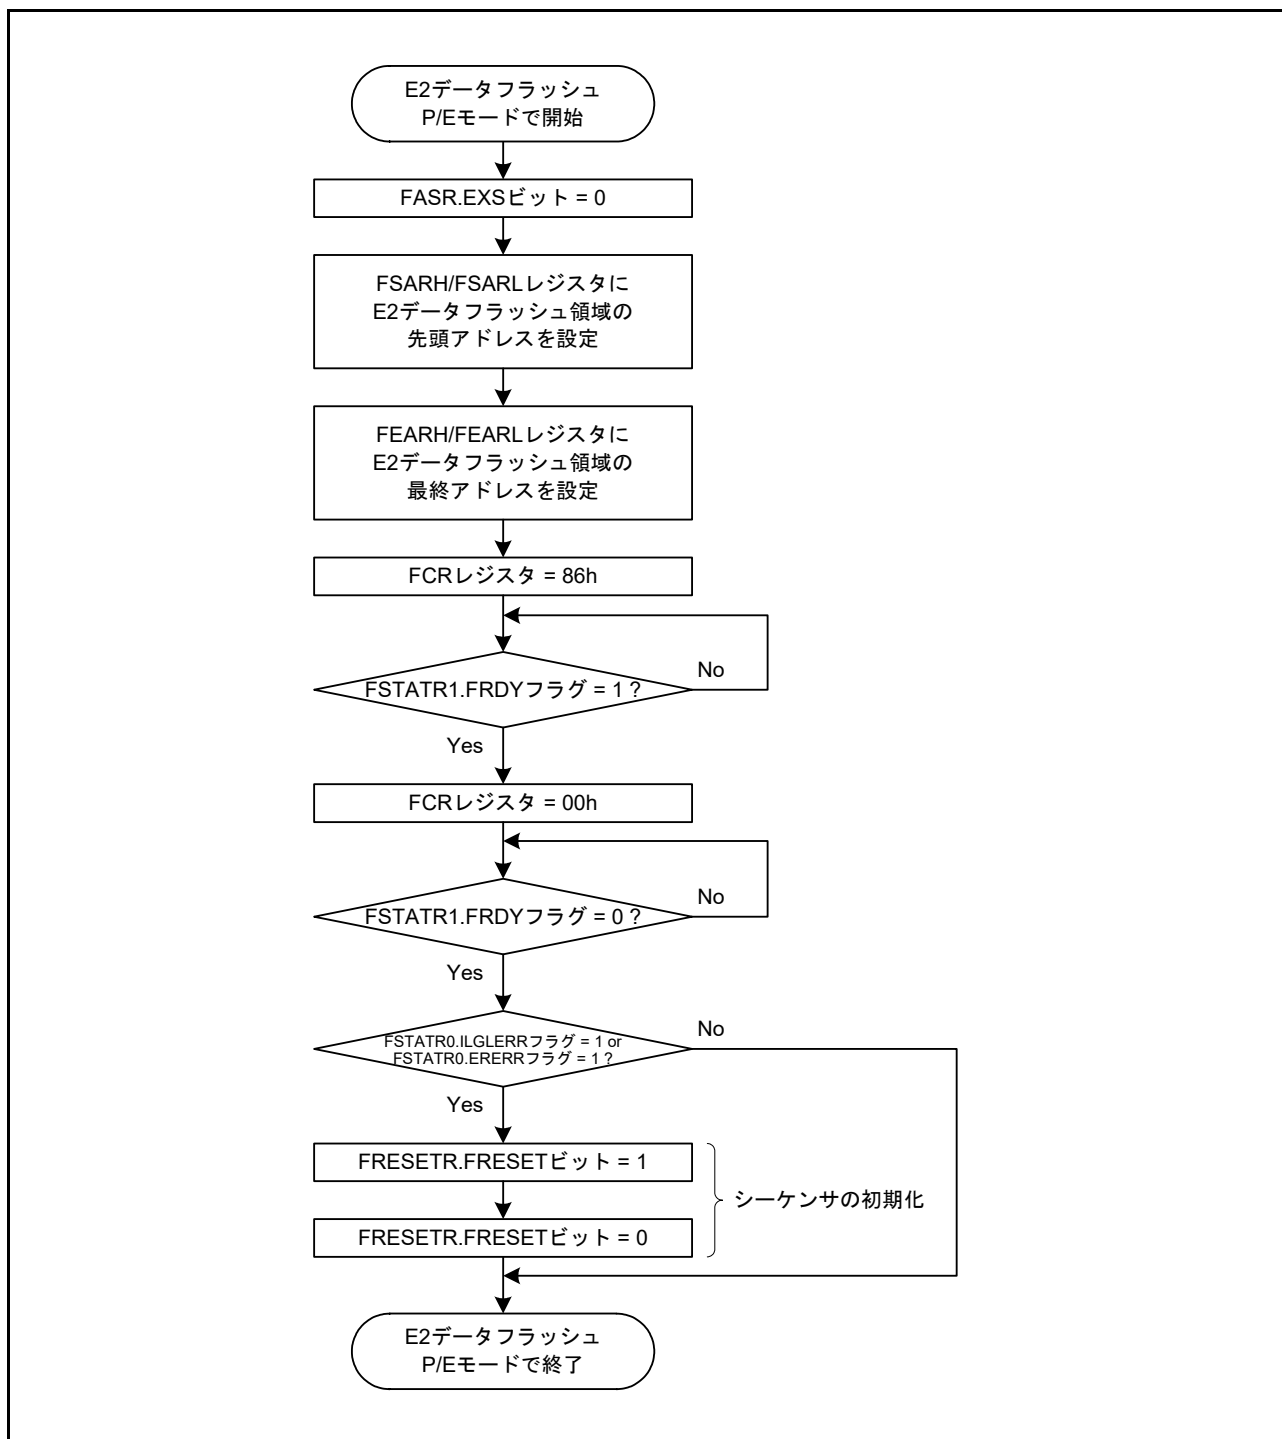 E2データフラッシュ
P/Eモードで開始
FASR.EXSビット = 0
FSARH/FSARLレジスタに
E2データフラッシュ領域の
先頭アドレスを設定
FEARH/FEARLレジスタに
E2データフラッシュ領域の
最終アドレスを設定
FCRレジスタ = 86h
No
FSTATR1.FRDYフラグ = 1 ?
Yes
FCRレジスタ = 00h
No
FSTATR1.FRDYフラグ = 0 ?
Yes
No
FSTATR0.ILGLERRフラグ = 1 or
FSTATR0.ERERRフラグ = 1 ?
Yes
FRESETR.FRESETビット = 1
シーケンサの初期化
FRESETR.FRESETビット = 0
E2データフラッシュ
P/Eモードで終了